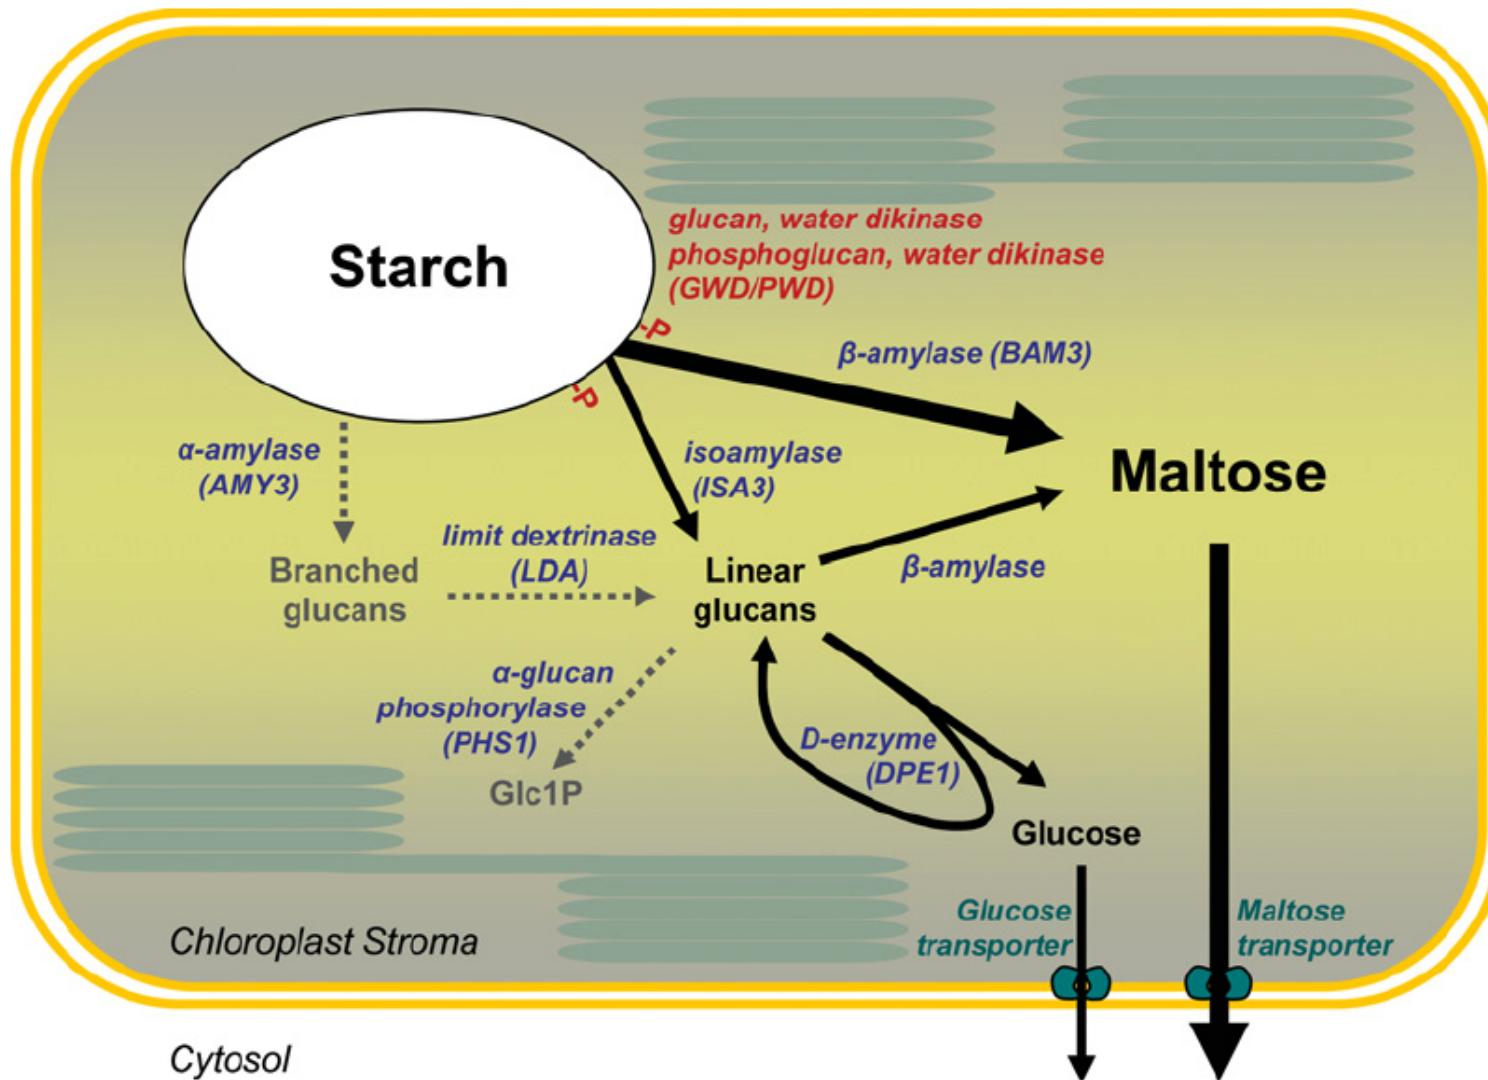 glucan, water dikinase
phosphoglucan, water dikinase
(GWD/PWD)
Starch
-P
-P
β-amylase (BAM3)
α-amylase
(AMY3)
isoamylase
(ISA3)
Maltose
limit dextrinase
(LDA)
Branched
glucans
Linear
glucans
β-amylase
α-glucan
phosphorylase
(PHS1)
Glc1P
D-enzyme
(DPE1)
Glucose
Glucose
transporter
Maltose
transporter
Chloroplast Stroma
Cytosol